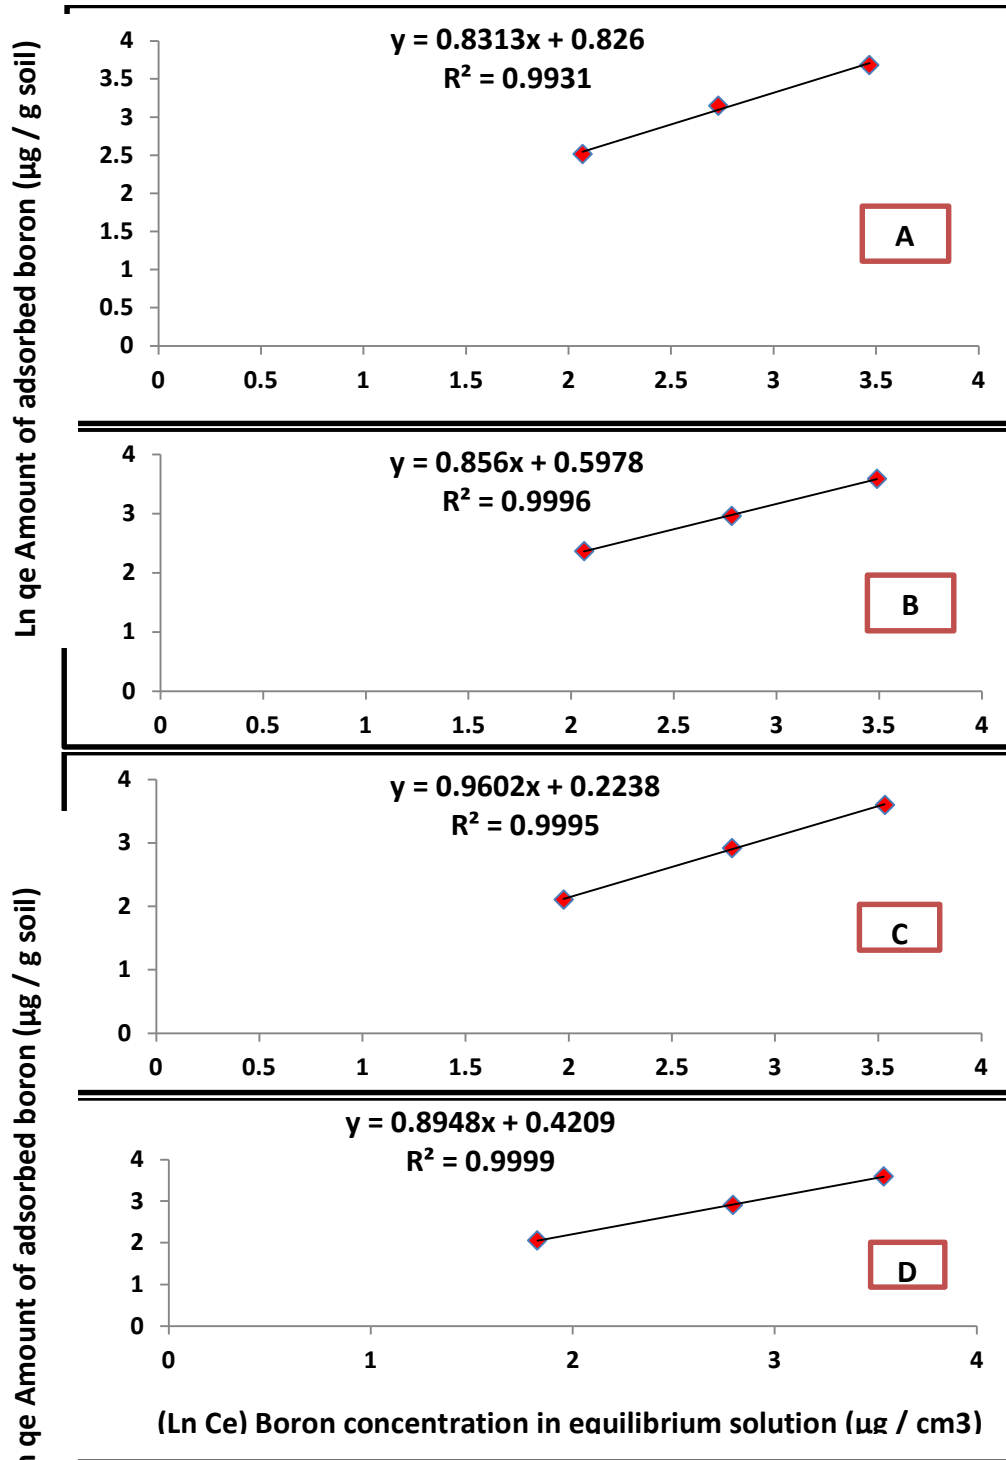 Ln qe Amount of adsorbed boron (µg / g soil)
y = 0.8313x + 0.826
R² = 0.9931
4
3.5
3
2.5
2
1.5
1
0.5
0
0 0.5 1 1.5 2 2.5 3 3.5 4
A
y = 0.856x + 0.5978
R² = 0.9996
4
3
2
1
0
0 0.5 1 1.5 2 2.5 3 3.5 4
B
qe Amount of adsorbed boron (µg / g soil)
y = 0.9602x + 0.2238
R² = 0.9995
4
3
2
1
0
0 0.5 1 1.5 2 2.5 3 3.5 4
C
y = 0.8948x + 0.4209
R² = 0.9999
4
3
2
1
0
0 1 2 3 4
D
(Ln Ce) Boron concentration in equilibrium solution (µg / cm3)